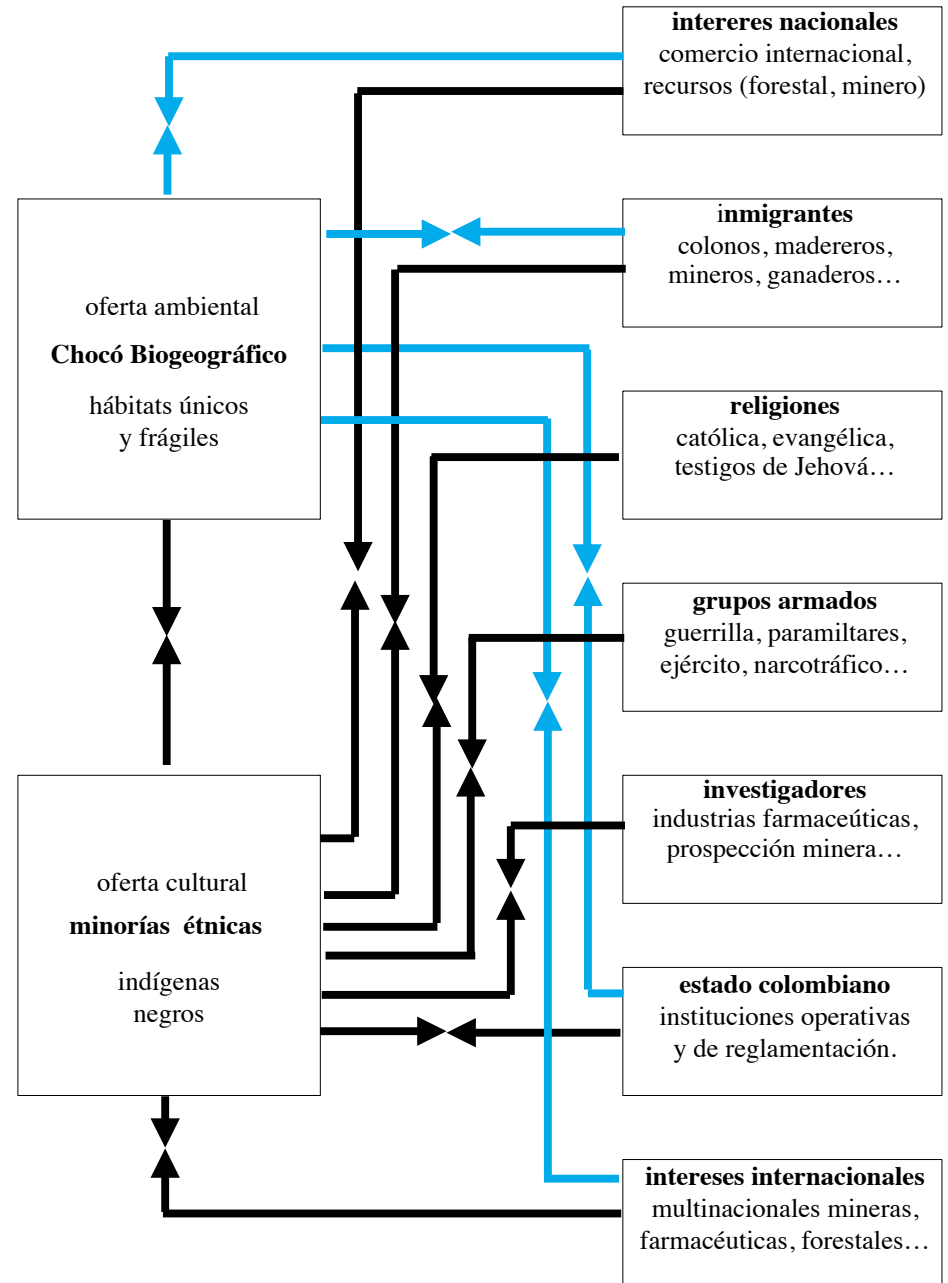 intereres nacionales
comercio internacional,
recursos (forestal, minero)
inmigrantes
colonos, madereros,
mineros, ganaderos…
oferta ambiental
Chocó Biogeográfico
hábitats únicos
y frágiles
religiones
católica, evangélica,
testigos de Jehová…
grupos armados
guerrilla, paramiltares,
ejército, narcotráfico…
investigadores
industrias farmaceúticas,
prospección minera…
oferta cultural
minorías étnicas
indígenas
negros
estado colombiano
instituciones operativas
y de reglamentación.
intereses internacionales
multinacionales mineras,
farmacéuticas, forestales…